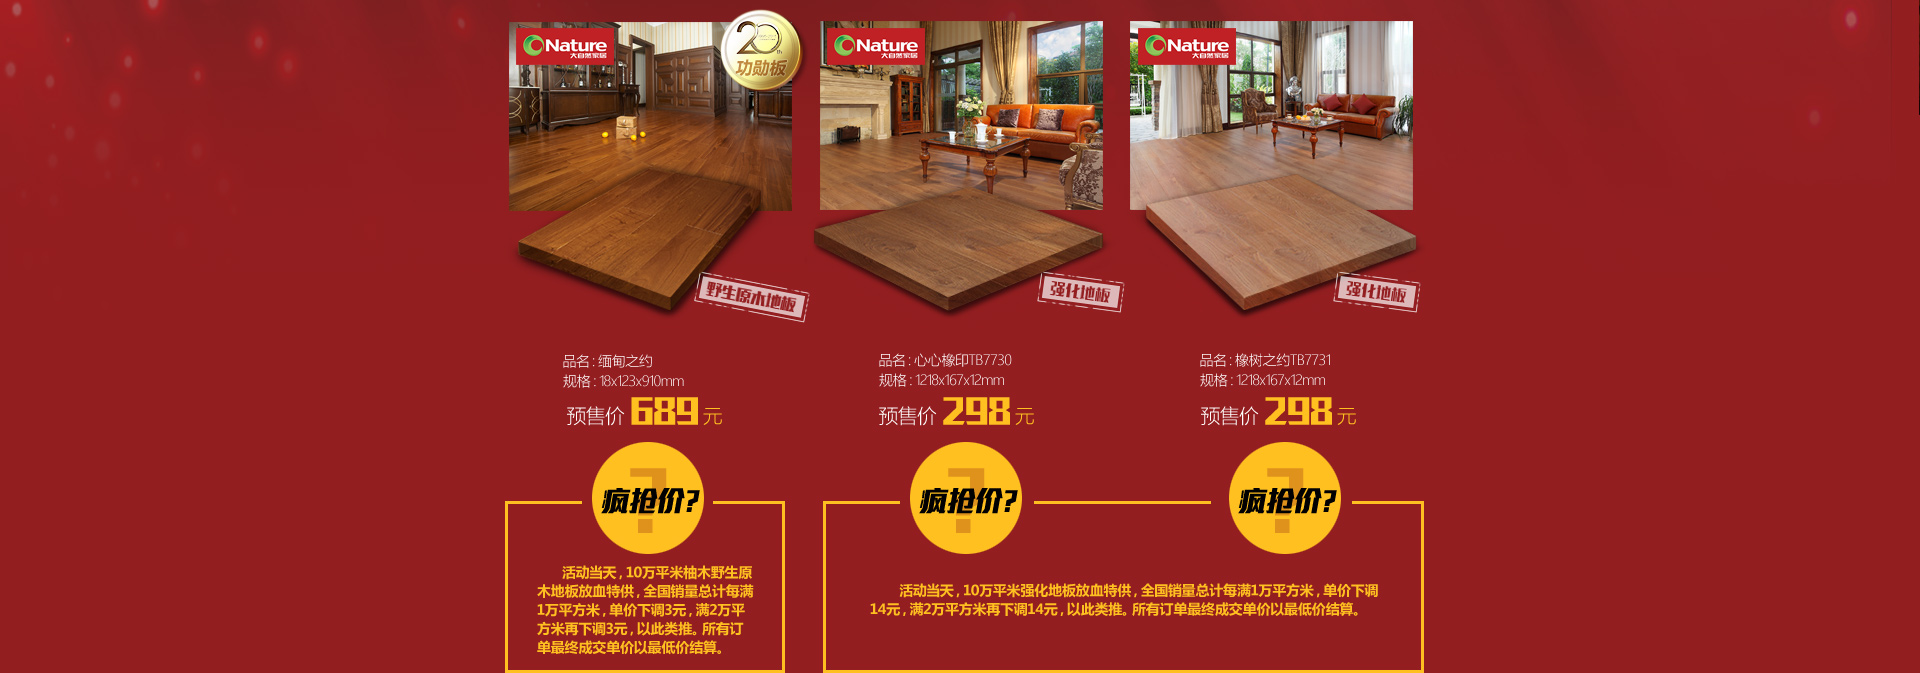 Nature
大自然家居
20th
功勋板
Nature
大自然家居
Nature
大自然家居
野生原木地板
强化地板
强化地板
品名 : 缅甸之约
规格 : 18x123x910mm
预售价 689 元
品名 : 心心橡印TB7730
规格 : 1218x167x12mm
预售价 298 元
品名 : 橡树之约TB7731
规格 : 1218x167x12mm
预售价 298 元
?
疯抢价?
?
疯抢价?
?
疯抢价?
活动当天 , 10万平米柚木野生原
木地板放血特供 , 全国销量总计每满
1万平方米 , 单价下调3元 , 满2万平
方米再下调3元 , 以此类推。所有订
单最终成交单价以最低价结算。
活动当天 , 10万平米强化地板放血特供 , 全国销量总计每满1万平方米 , 单价下调
14元 , 满2万平方米再下调14元 , 以此类推。所有订单最终成交单价以最低价结算。